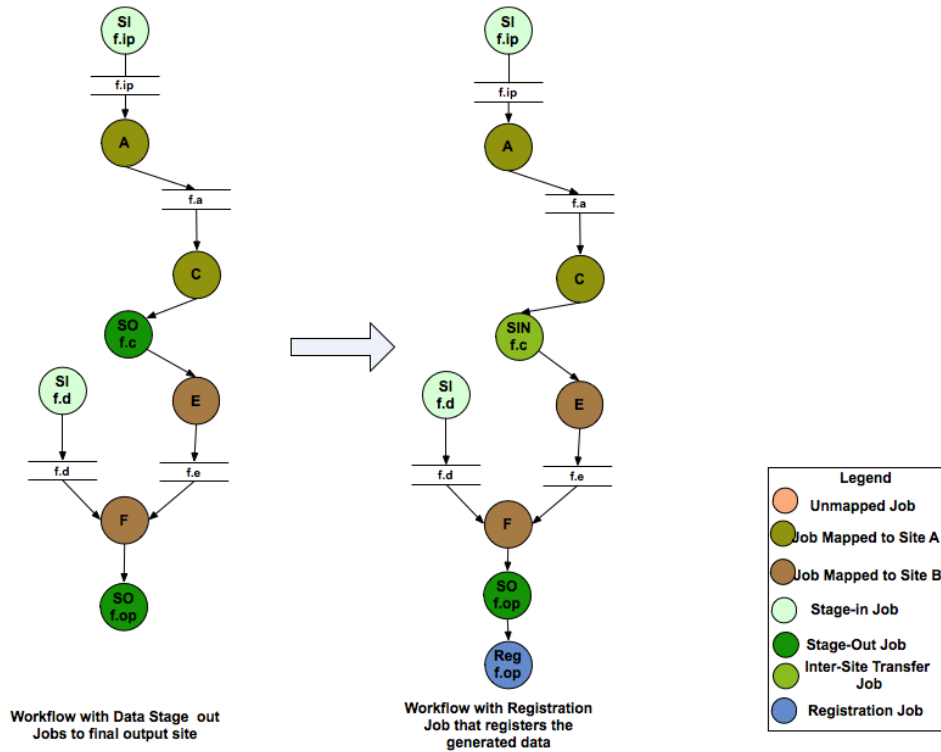 SI
f.ip
f.ip
A
f.a
C
SO
f.c
SI
f.d
E
f.d
f.e
F
SO
f.op
Workflow with Data Stage out
Jobs to final output site
SI
f.ip
f.ip
A
f.a
C
SIN
f.c
SI
f.d
E
f.d
f.e
F
SO
f.op
Reg
f.op
Workflow with Registration
Job that registers the
generated data
Legend
Unmapped Job
Job Mapped to Site A
Job Mapped to Site B
Stage-in Job
Stage-Out Job
Inter-Site Transfer
Job
Registration Job